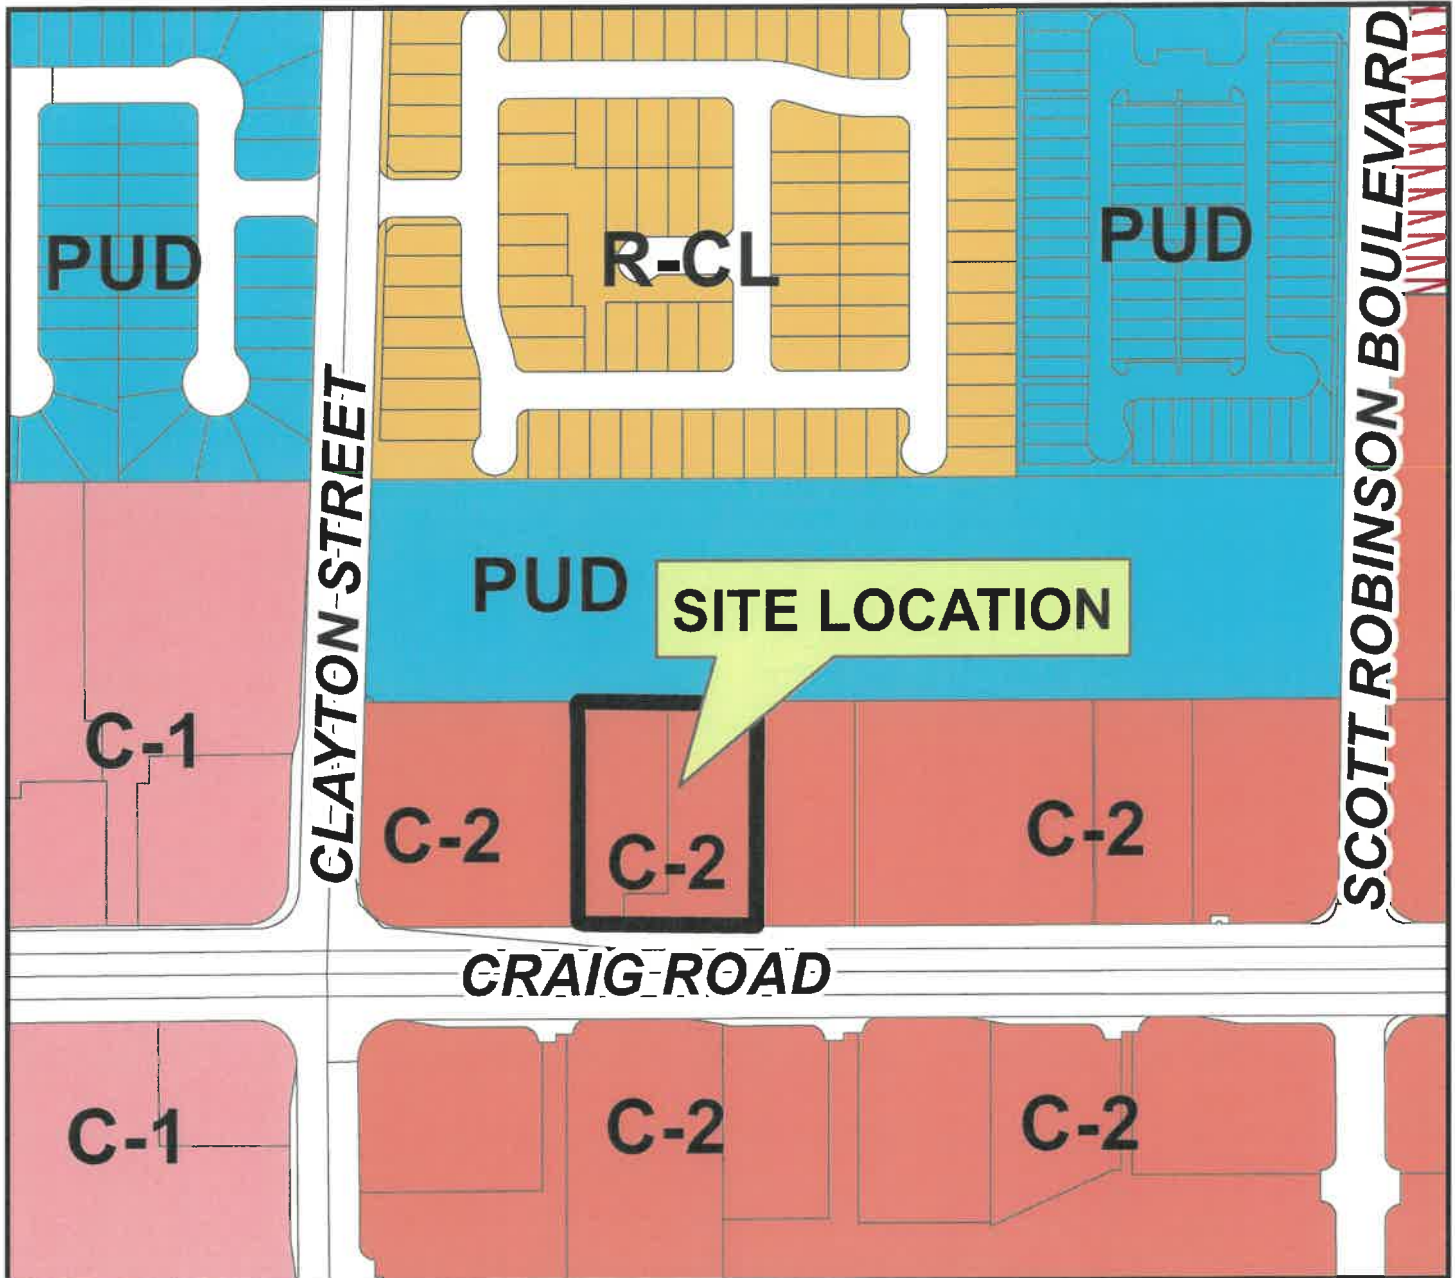 PUD
R-CL
PUD
CLAYTON STREET
SCOTT ROBINSON BOULEVARD
PUD
SITE LOCATION
C-1
C-2
C-2
C-2
CRAIG ROAD
C-1
C-2
C-2